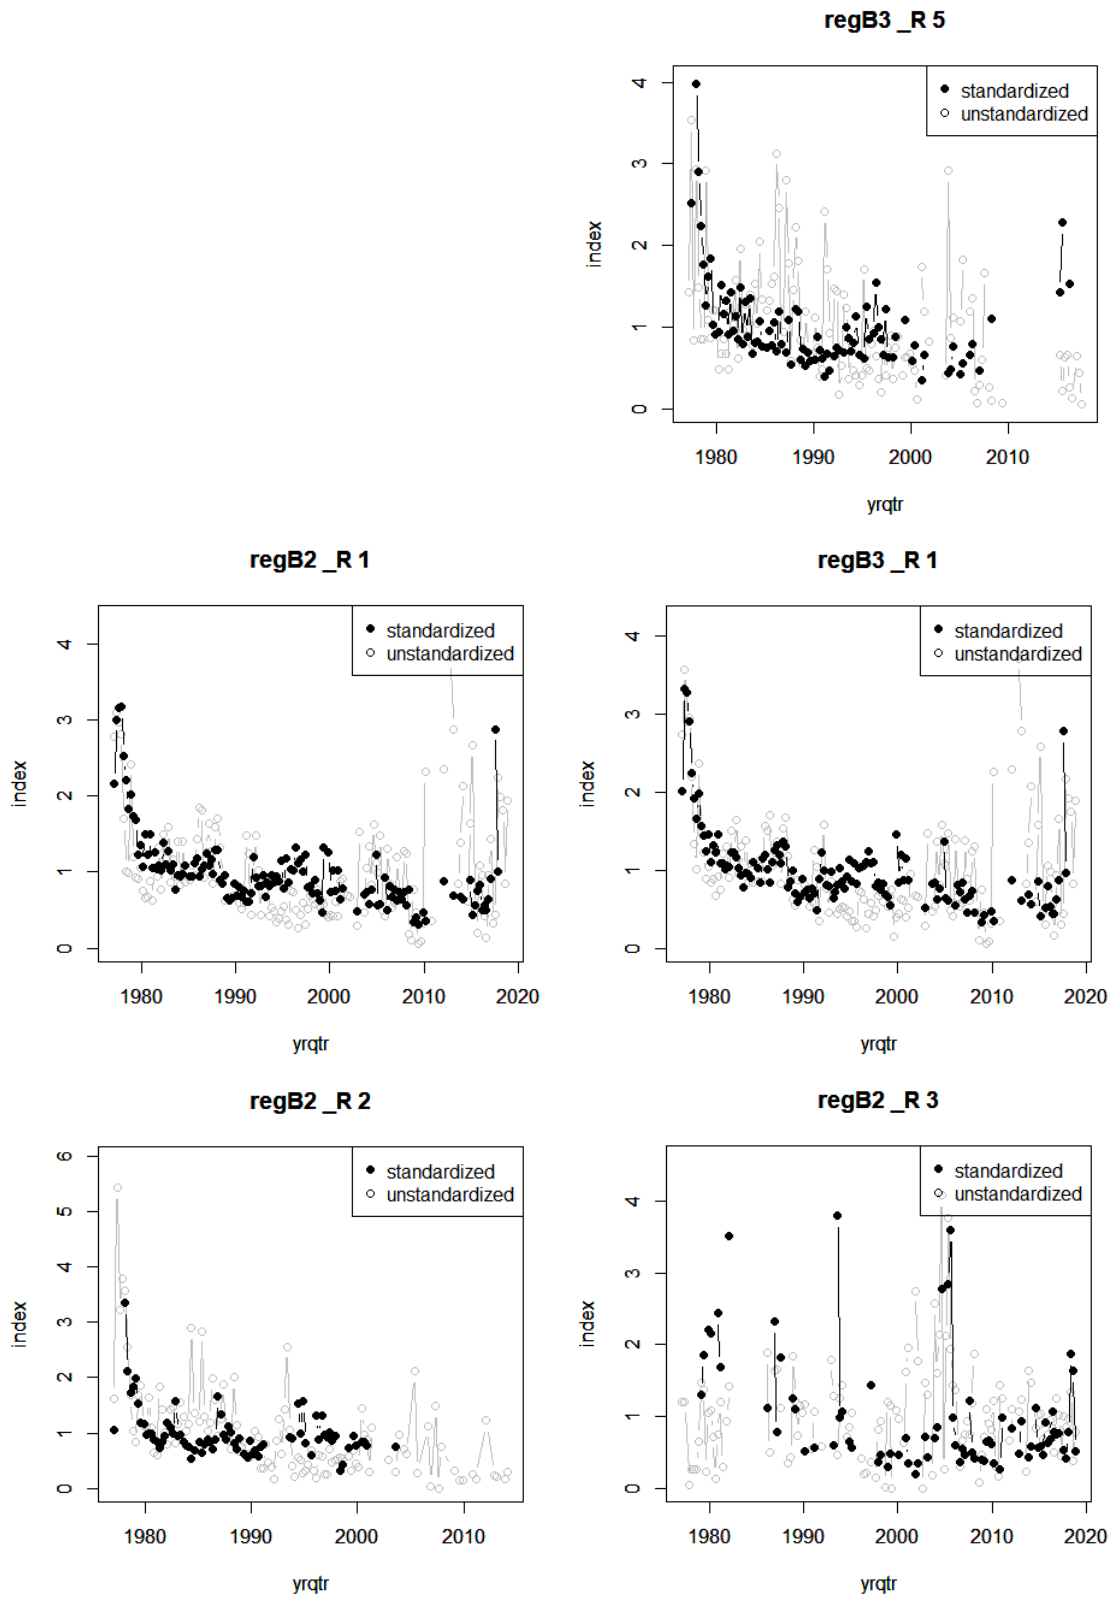 regB3 _R 5
standardized
unstandardized
4
3
2
1
0
index
1980 1990 2000 2010
yrqtr
regB2 _R 1
standardized
unstandardized
4
3
2
1
0
index
1980 1990 2000 2010 2020
yrqtr
regB3 _R 1
standardized
unstandardized
4
3
2
1
0
index
1980 1990 2000 2010 2020
yrqtr
regB2 _R 2
standardized
unstandardized
6
5
4
3
2
1
0
index
1980 1990 2000 2010
yrqtr
regB2 _R 3
standardized
unstandardized
4
3
2
1
0
index
1980 1990 2000 2010 2020
yrqtr